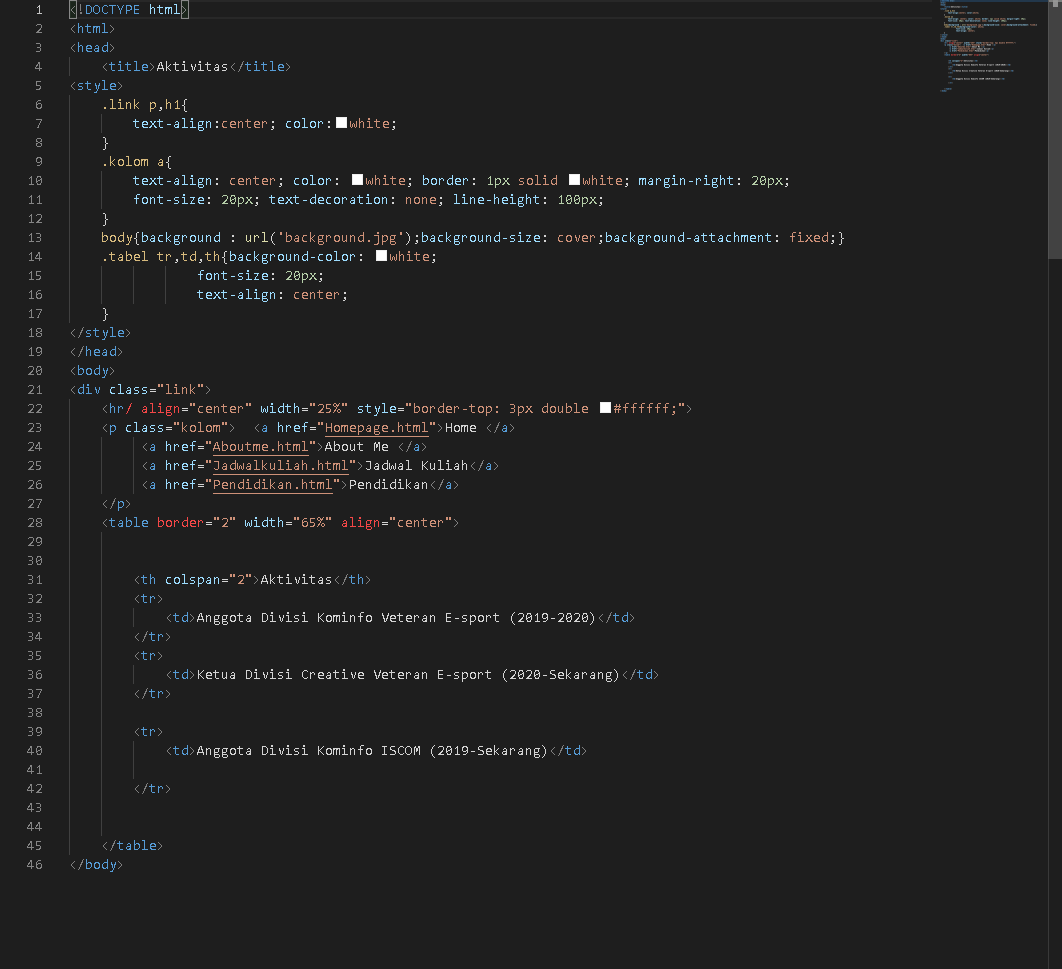 1 <!DOCTYPE html>
2 <html>
3 <head>
4     <title>Aktivitas</title>
5 <style>
6     .link p,h1{
7         text-align:center; color:white;
8     }
9     .kolom a{
10         text-align: center; color: white; border: 1px solid white; margin-right: 20px;
11         font-size: 20px; text-decoration: none; line-height: 100px;
12     }
13     body{background : url('background.jpg');background-size: cover;background-attachment: fixed;}
14     .tabel tr,td,th{background-color: white;
15                 font-size: 20px;
16                 text-align: center;
17     }
18 </style>
19 </head>
20 <body>
21 <div class="link">
22     <hr/ align="center" width="25%" style="border-top: 3px double #ffffff;">
23     <p class="kolom">  <a href="Homepage.html">Home </a>
24          <a href="Aboutme.html">About Me </a>
25          <a href="Jadwalkuliah.html">Jadwal Kuliah</a>
26          <a href="Pendidikan.html">Pendidikan</a>
27     </p>
28     <table border="2" width="65%" align="center">
29
30
31         <th colspan="2">Aktivitas</th>
32         <tr>
33             <td>Anggota Divisi Kominfo Veteran E-sport (2019-2020)</td>
34         </tr>
35         <tr>
36             <td>Ketua Divisi Creative Veteran E-sport (2020-Sekarang)</td>
37         </tr>
38
39         <tr>
40             <td>Anggota Divisi Kominfo ISCOM (2019-Sekarang)</td>
41
42         </tr>
43
44
45     </table>
46 </body>